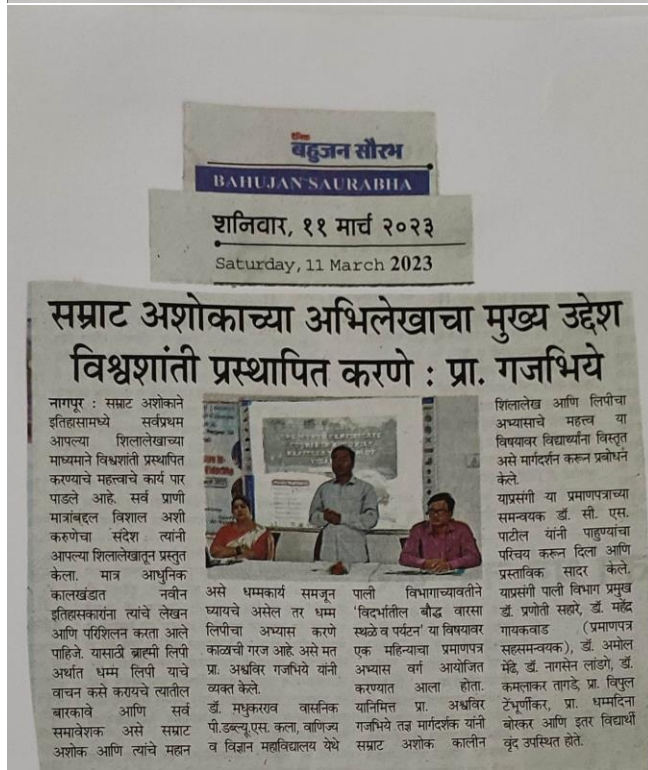 दैनिक
बहुजन सौरभ
BAHUJAN SAURABHA
शनिवार, ११ मार्च २०२३
Saturday, 11 March 2023
सम्राट अशोकाच्या अभिलेखाचा मुख्य उद्देश
विश्वशांती प्रस्थापित करणे : प्रा. गजभिये
नागपूर : सम्राट अशोकाने
इतिहासामध्ये सर्वप्रथम
आपल्या शिलालेखाच्या
माध्यमाने विश्वशांती प्रस्थापित
करण्याचे महत्वाचे कार्य पार
पाडले आहे. सर्व प्राणी
मात्रांबद्दल विशाल अशी
करुणेचा संदेश त्यांनी
आपल्या शिलालेखातून प्रस्तुत
केला. मात्र आधुनिक
कालखंडात नवीन
इतिहासकारांना त्यांचे लेखन
आणि परिशिलन करता आले
पाहिजे. यासाठी ब्राह्मी लिपी
अर्थात धम्म लिपी याचे
वाचन कसे करायचे त्यातील
बारकावे आणि सर्व
समावेशक असे सम्राट
अशोक आणि त्यांचे महान
असे धम्मकार्य समजून
घ्यायचे असेल तर धम्म
लिपीचा अभ्यास करणे
काळाची गरज आहे. असे मत
प्रा. अश्वविर गजभिये यांनी
व्यक्त केले.
डॉ. मधुकरराव वासनिक
पी.डब्ल्यू.एस. कला, वाणिज्य
व विज्ञान महाविद्यालय येथे
पाली विभागाच्यावतीने
'विदर्भातील बौद्ध वारसा
स्थळे व पर्यटन' या विषयावर
एक महिन्याचा प्रमाणपत्र
अभ्यास वर्ग आयोजित
करण्यात आला होता.
यानिमित्त प्रा. अश्वविर
गजभिये तज्ञ मार्गदर्शक यांनी
सम्राट अशोक कालीन
शिलालेख आणि लिपीचा
अभ्यासाचे महत्त्व या
विषयावर विद्यार्थ्यांना विस्तृत
असे मार्गदर्शन करून प्रबोधन
केले.
याप्रसंगी या प्रमाणपत्राच्या
समन्वयक डॉ. सी. एस.
पाटील यांनी पाहुण्यांचा
परिचय करून दिला आणि
प्रस्ताविक सादर केले.
याप्रसंगी पाली विभाग प्रमुख
डॉ. प्रणोती सहारे, डॉ. महेंद्र
गायकवाड (प्रमाणपत्र
सहसमन्वयक), डॉ. अमोल
मेंढे, डॉ. नागसेन लांडगे, डॉ.
कमलाकर तागडे, प्रा. विपुल
टेंभूर्णीकर, प्रा. धम्मदिना
बोरकर आणि इतर विद्यार्थी
वृंद उपस्थित होते.